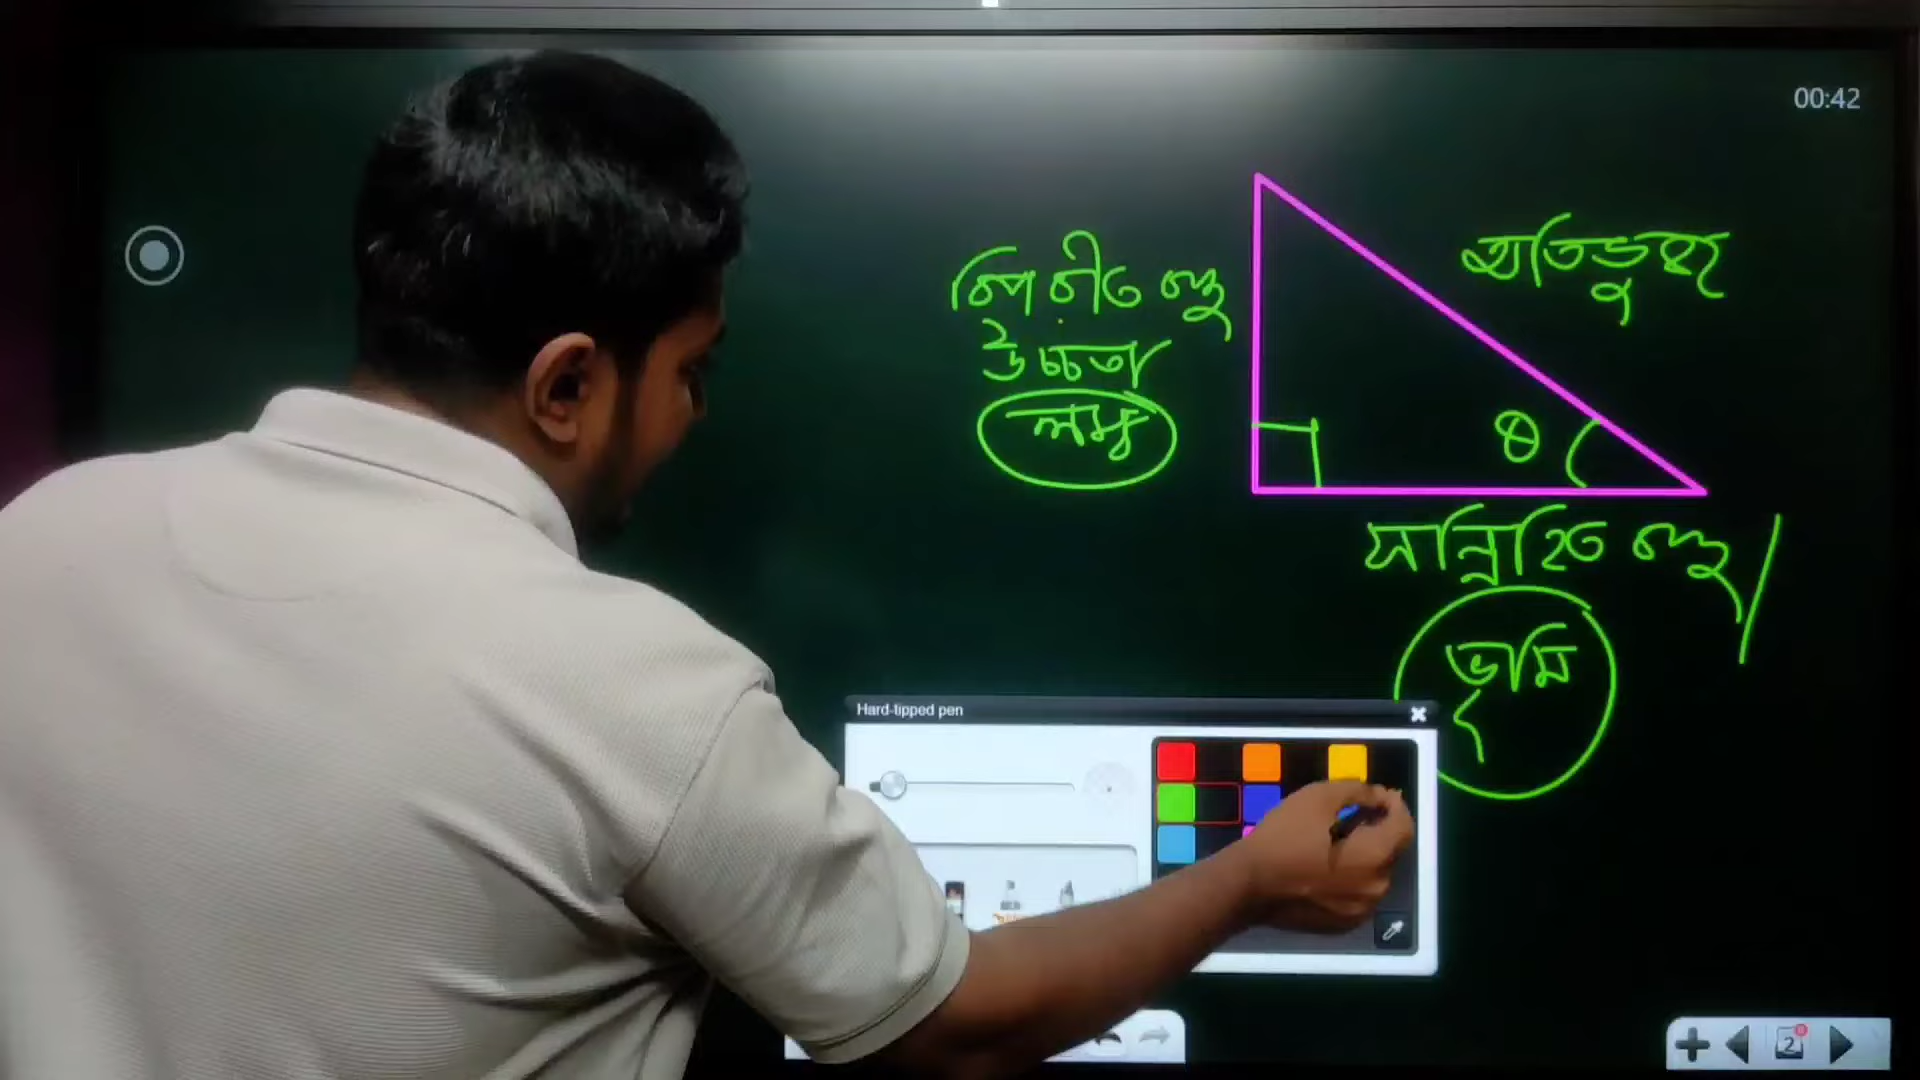 00:42
অতিভুজ
বিপরীত বাহু
উচ্চতা
লম্ব
θ
সন্নিহিত বাহু
ভূমি
Hard-tipped pen
2